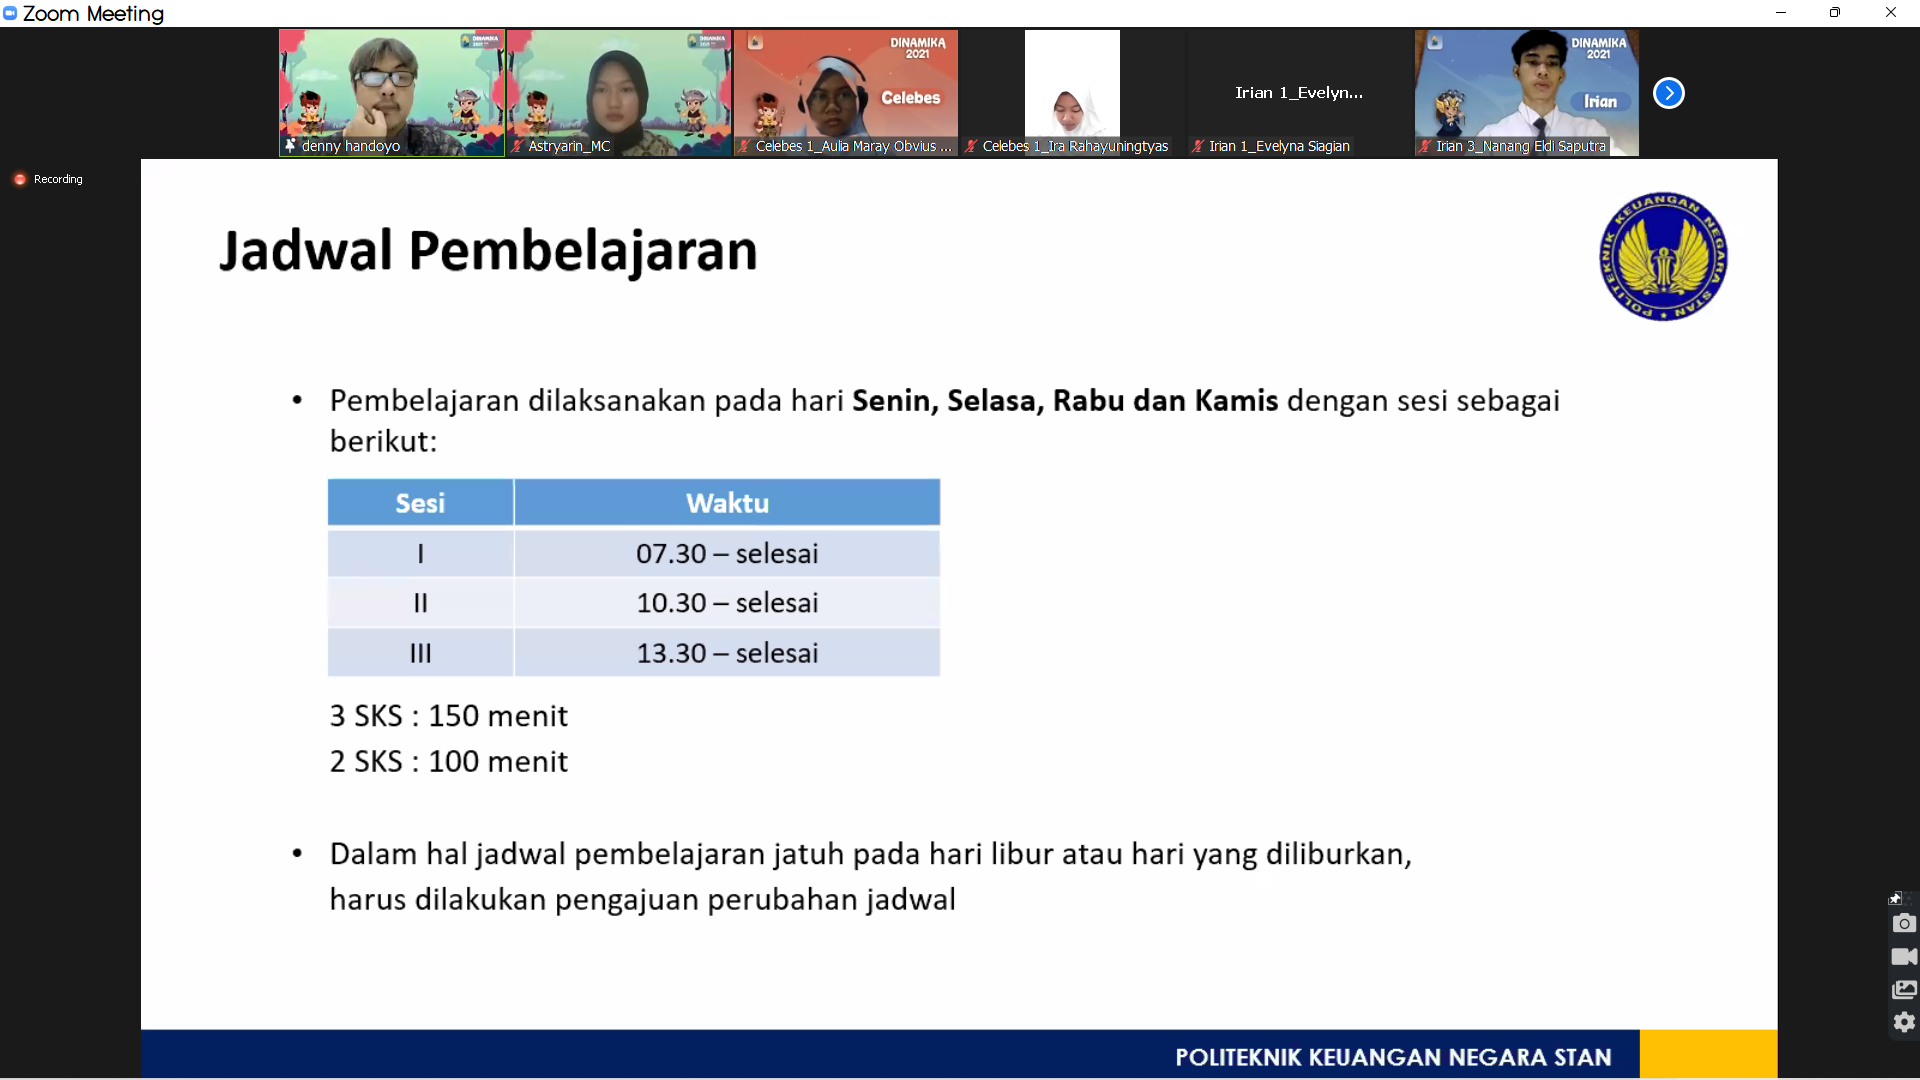 Zoom Meeting
DINAMIKA
2021
Celebes
Irian 1_Evelyn...
DINAMIKA
2021
Irian
denny handoyo
Astryarin_MC
Celebes 1_Aulia Maray Obvius ...
Celebes 1_Ira Rahayuningtyas
Irian 1_Evelyna Siagian
Irian 3_Nanang Eldi Saputra
Recording
Jadwal Pembelajaran
POLITEKNIK KEUANGAN NEGARA STAN
• Pembelajaran dilaksanakan pada hari Senin, Selasa, Rabu dan Kamis dengan sesi sebagai
berikut:
Sesi Waktu
I 07.30 – selesai
II 10.30 – selesai
III 13.30 – selesai
3 SKS : 150 menit
2 SKS : 100 menit
• Dalam hal jadwal pembelajaran jatuh pada hari libur atau hari yang diliburkan,
harus dilakukan pengajuan perubahan jadwal
POLITEKNIK KEUANGAN NEGARA STAN